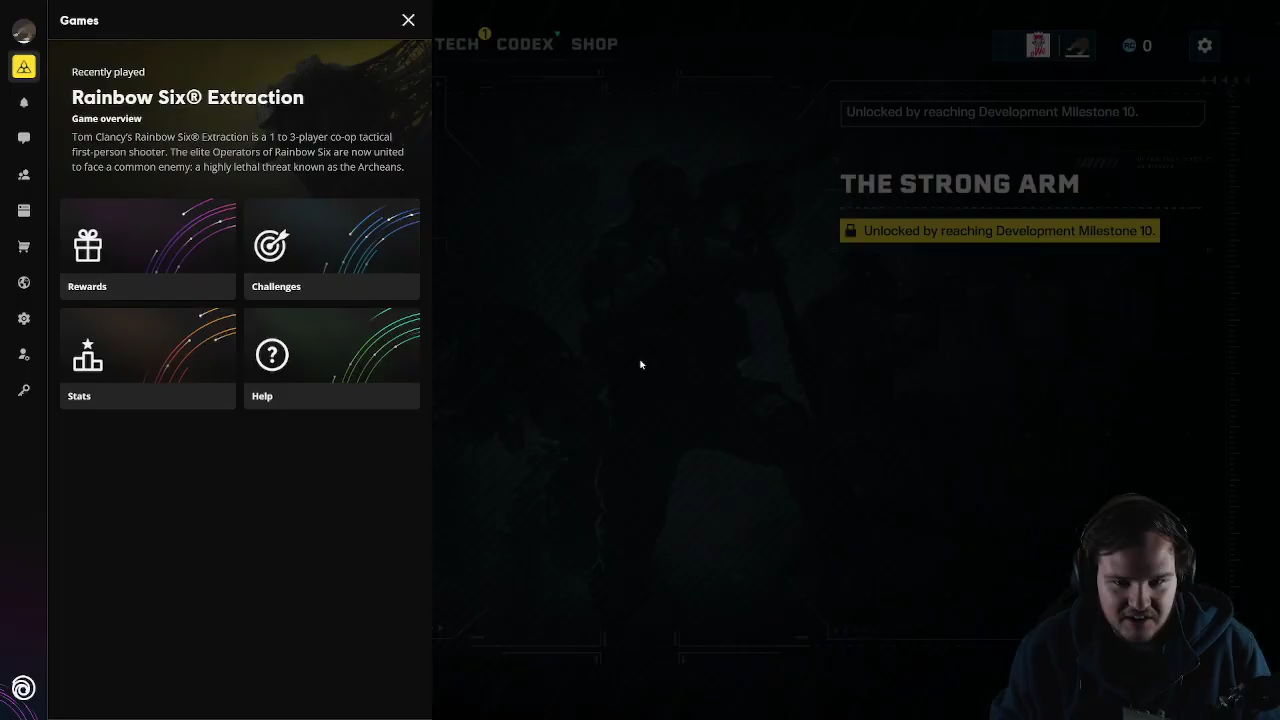 Games
TECH 1 CODEX SHOP
0
Recently played
Rainbow Six® Extraction
Game overview
Tom Clancy's Rainbow Six® Extraction is a 1 to 3-player co-op tactical
first-person shooter. The elite Operators of Rainbow Six are now united
to face a common enemy: a highly lethal threat known as the Archeans.
Rewards
Challenges
Stats
Help
Unlocked by reaching Development Milestone 10.
THE STRONG ARM
Unlocked by reaching Development Milestone 10.